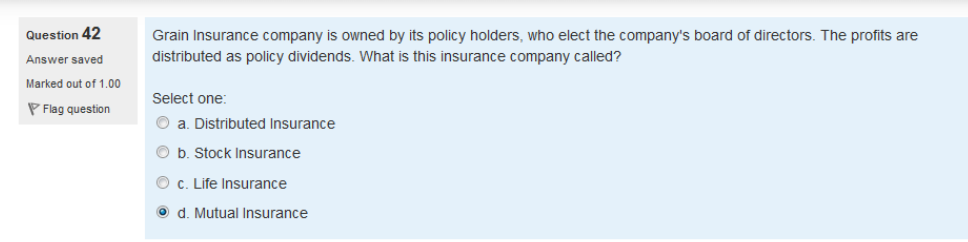 Question 42
Answer saved
Marked out of 1.00
Flag question
Grain Insurance company is owned by its policy holders, who elect the company's board of directors. The profits are
distributed as policy dividends. What is this insurance company called?
Select one:
a. Distributed Insurance
b. Stock Insurance
c. Life Insurance
d. Mutual Insurance